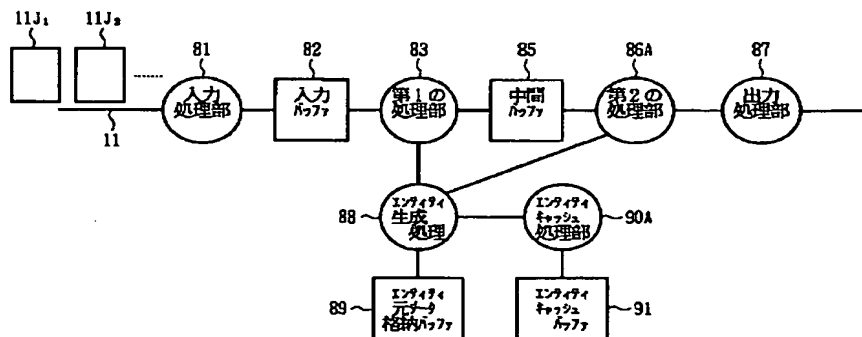 11J₁
11J₂
81
82
83
85
86A
87
入力
処理部
入力
バッファ
第1の
処理部
中間
バッファ
第2の
処理部
出力
処理部
11
88
エンティティ
生成
処理
エンティティ
キャッシュ
処理部
90A
89
エンティティ
元データ
格納バッファ
エンティティ
キャッシュ
バッファ
91